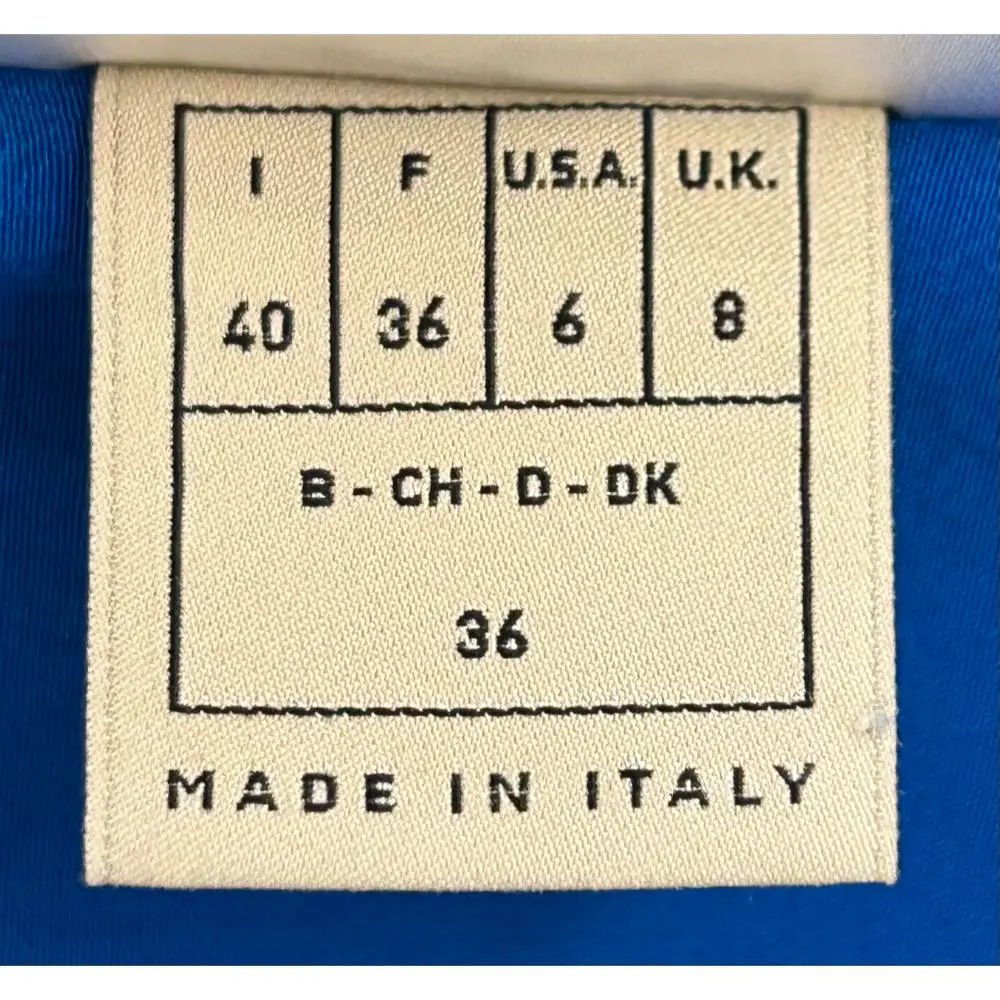 I F U.S.A. U.K.
40 36 6 8
B - CH - D - DK
36
MADE IN ITALY